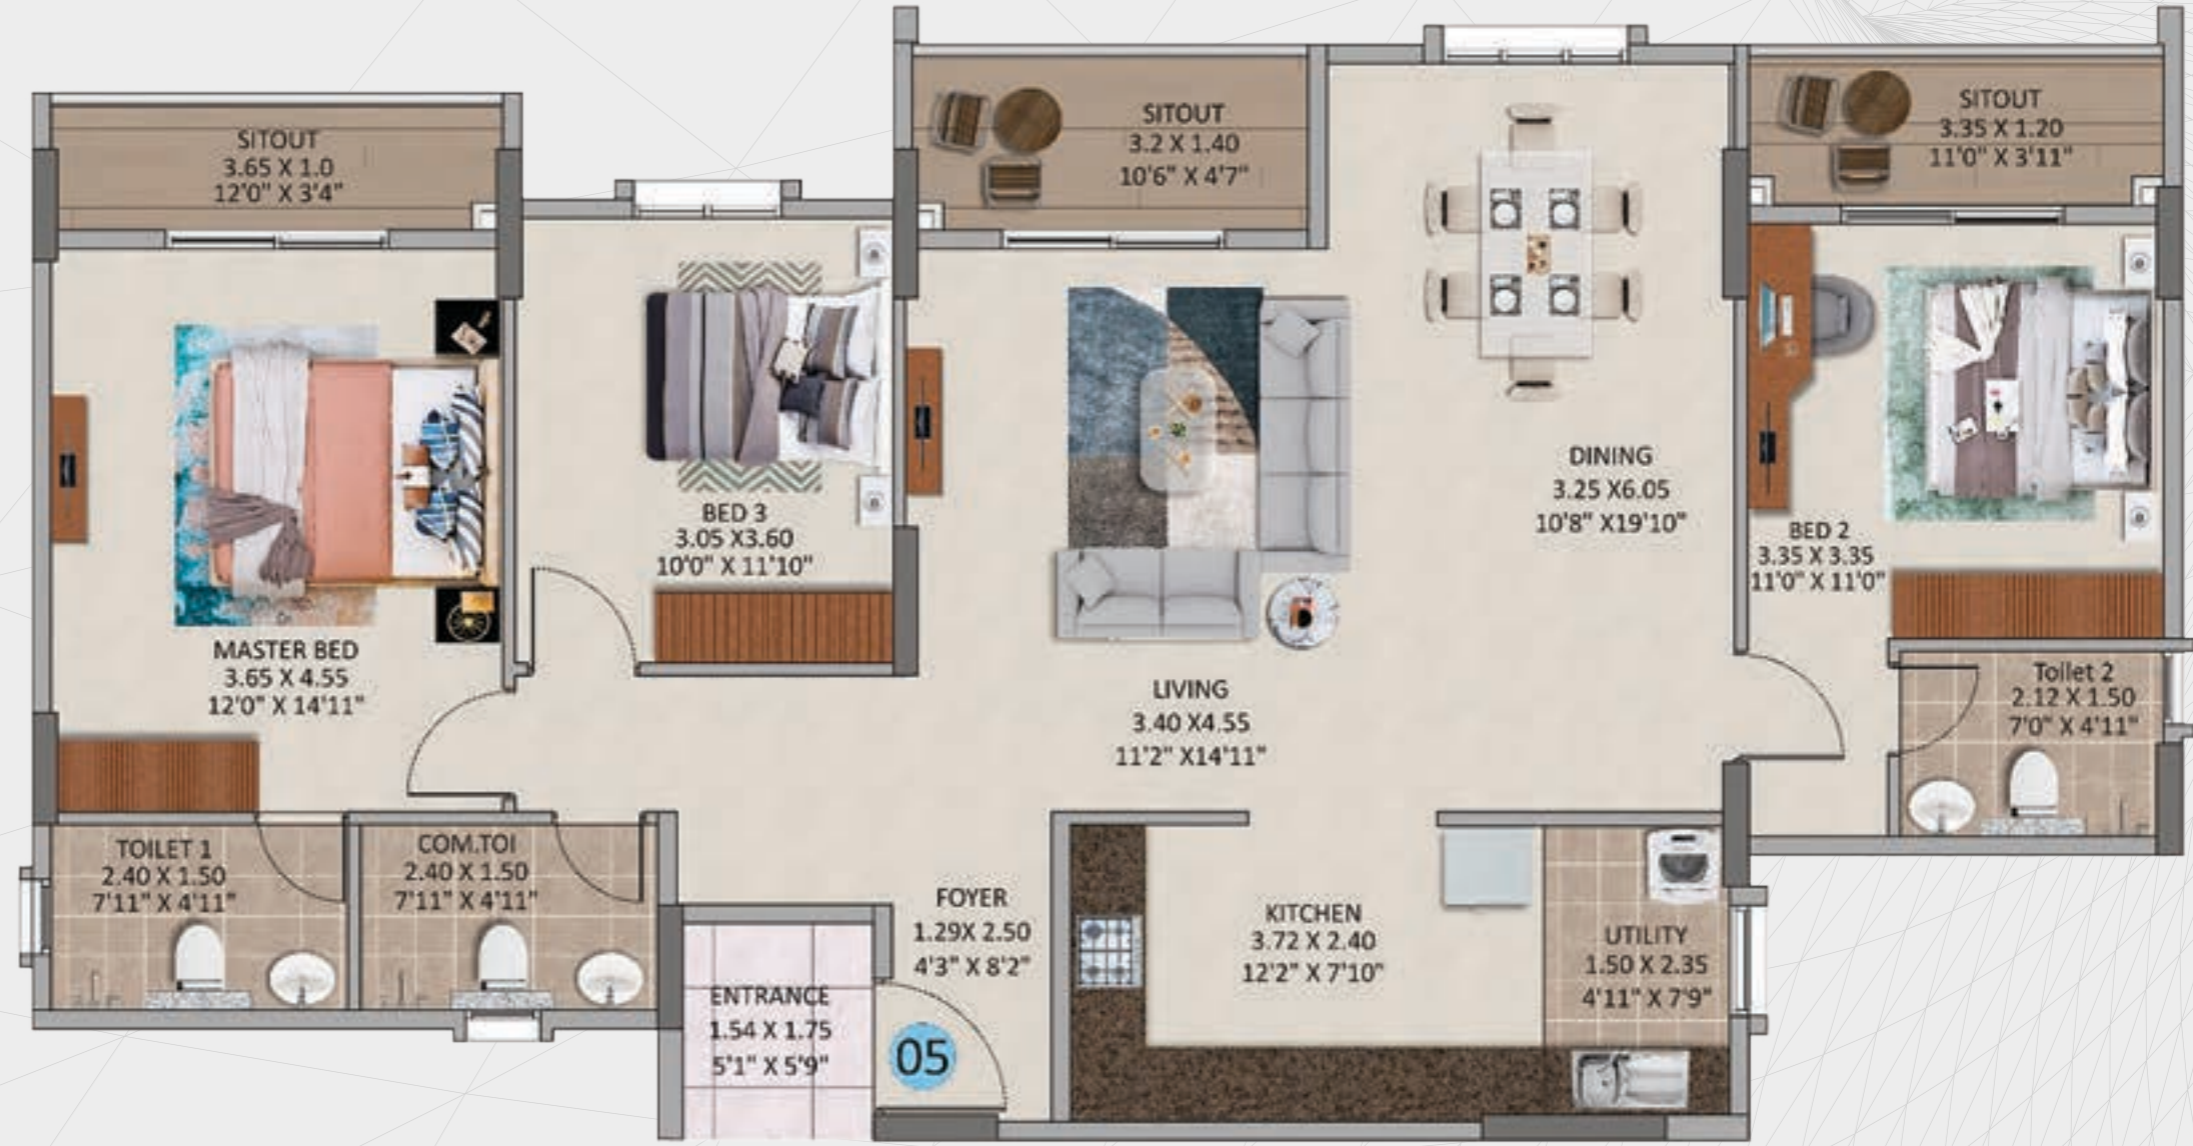 SITOUT
3.65 X 1.0
12'0" X 3'4"
SITOUT
3.2 X 1.40
10'6" X 4'7"
SITOUT
3.35 X 1.20
11'0" X 3'11"
MASTER BED
3.65 X 4.55
12'0" X 14'11"
BED 3
3.05 X3.60
10'0" X 11'10"
LIVING
3.40 X4.55
11'2" X14'11"
DINING
3.25 X6.05
10'8" X19'10"
BED 2
3.35 X 3.35
11'0" X 11'0"
Toilet 2
2.12 X 1.50
7'0" X 4'11"
TOILET 1
2.40 X 1.50
7'11" X 4'11"
COM.TOI
2.40 X 1.50
7'11" X 4'11"
ENTRANCE
1.54 X 1.75
5'1" X 5'9"
FOYER
1.29X 2.50
4'3" X 8'2"
05
KITCHEN
3.72 X 2.40
12'2" X 7'10"
UTILITY
1.50 X 2.35
4'11" X 7'9"